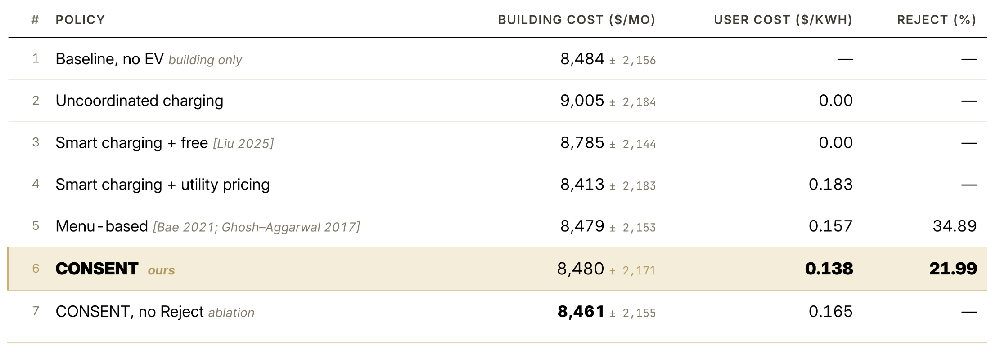 # POLICY BUILDING COST ($/MO) USER COST ($/KWH) REJECT (%)
1 Baseline, no EV building only 8,484 ± 2,156 — —
2 Uncoordinated charging 9,005 ± 2,184 0.00 —
3 Smart charging + free [Liu 2025] 8,785 ± 2,144 0.00 —
4 Smart charging + utility pricing 8,413 ± 2,183 0.183 —
5 Menu-based [Bae 2021; Ghosh–Aggarwal 2017] 8,479 ± 2,153 0.157 34.89
6 CONSENT ours 8,480 ± 2,171 0.138 21.99
7 CONSENT, no Reject ablation 8,461 ± 2,155 0.165 —